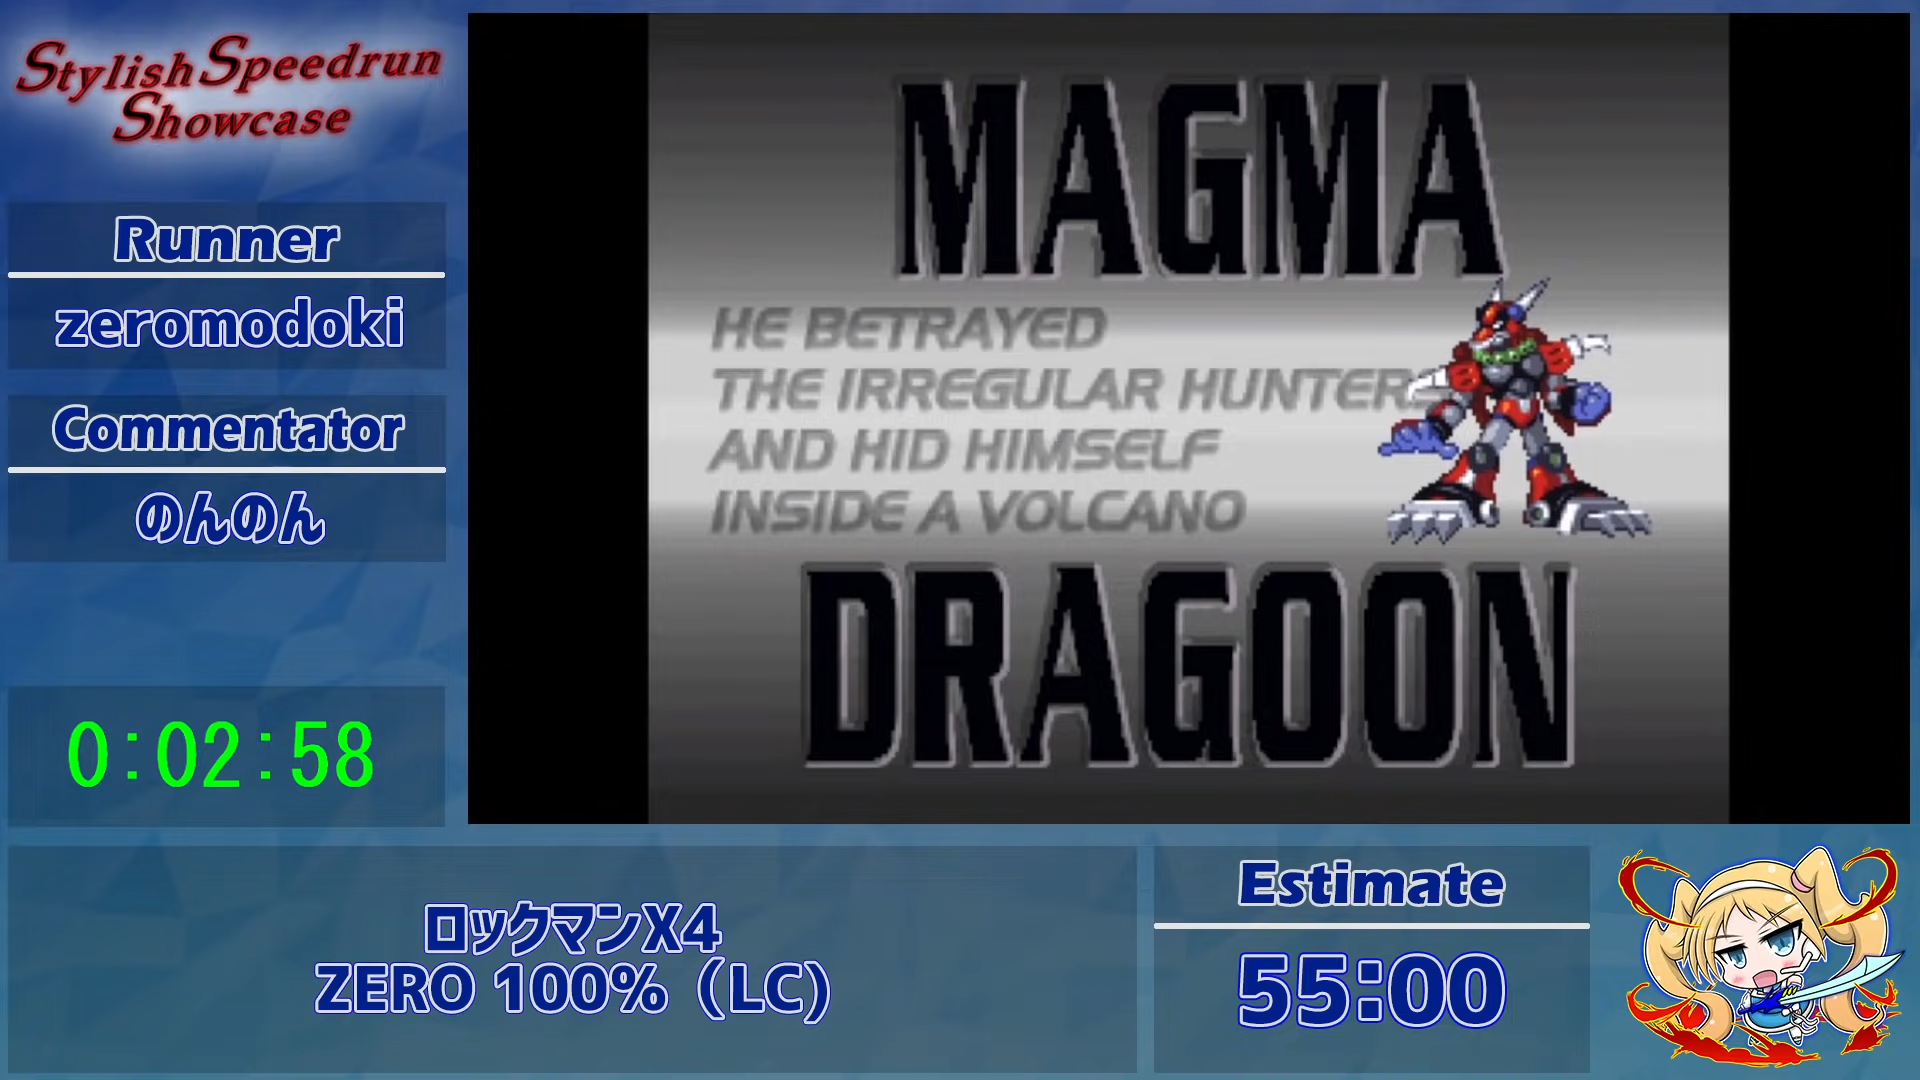 Stylish Speedrun
Showcase
Runner
zeromodoki
Commentator
のんのん
0:02:58
MAGMA
HE BETRAYED
THE IRREGULAR HUNTERS
AND HID HIMSELF
INSIDE A VOLCANO
DRAGOON
ロックマンX4
ZERO 100%（LC)
Estimate
55:00